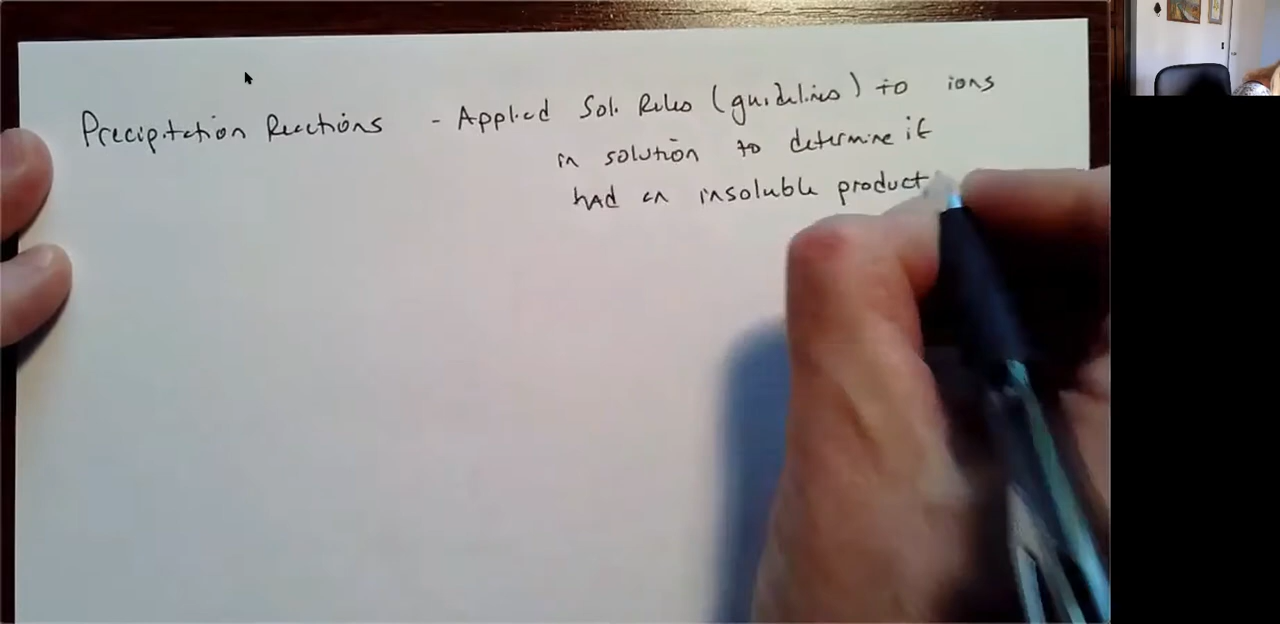 Precipitation Reactions - Applied Sol. Rules (guidelines) to ions
in solution to determine if
had an insoluble product